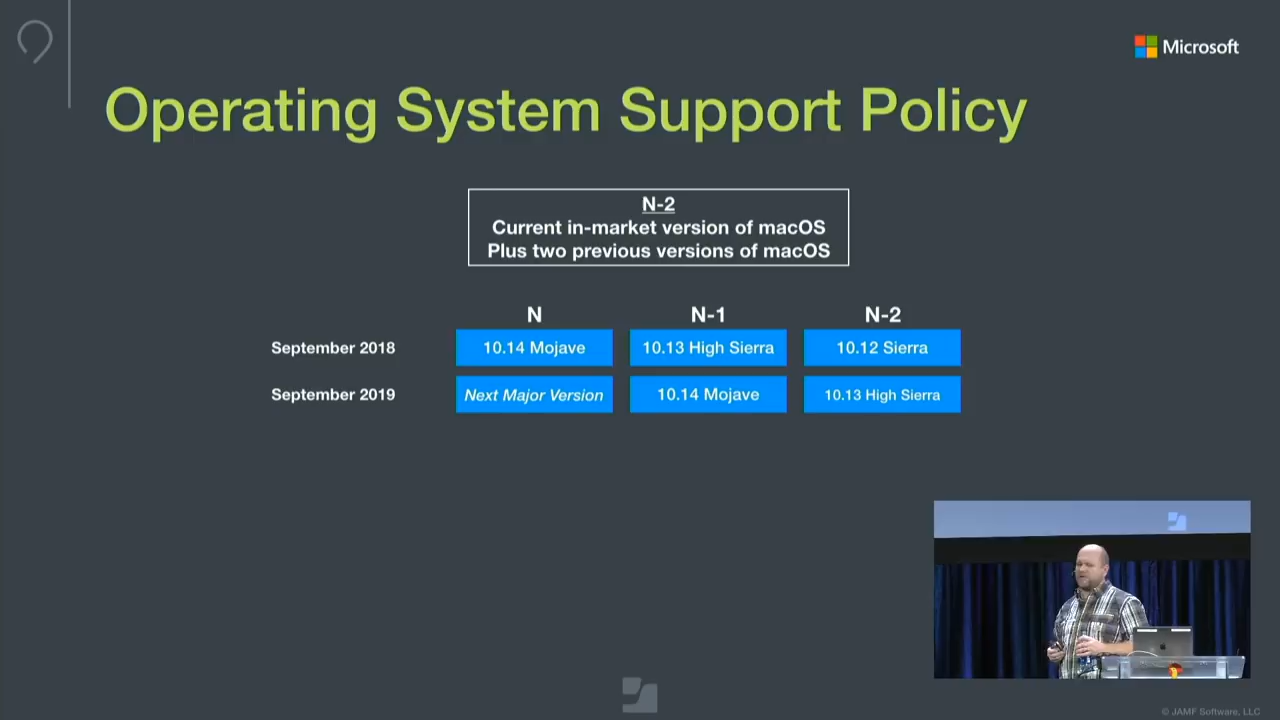 Microsoft
Operating System Support Policy
N-2
Current in-market version of macOS
Plus two previous versions of macOS
N N-1 N-2
September 2018 10.14 Mojave 10.13 High Sierra 10.12 Sierra
September 2019 Next Major Version 10.14 Mojave 10.13 High Sierra
© JAMF Software, LLC